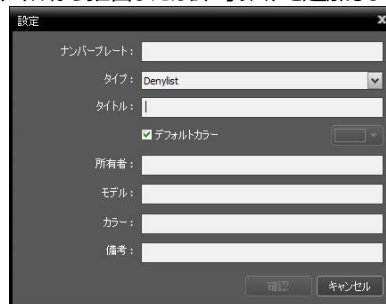 設定
x
ナンバープレート：
タイプ： Denylist
タイトル：
デフォルトカラー
所有者：
モデル：
カラー：
備考：
確認 キャンセル